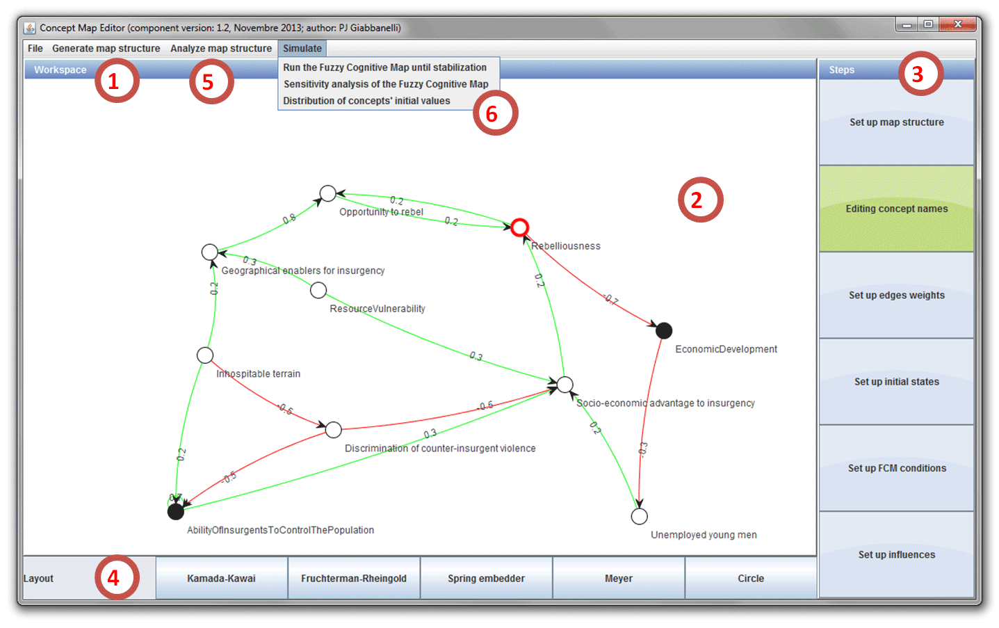 Concept Map Editor (component version: 1.2, Novembre 2013; author: PJ Giabbanelli)
File Generate map structure Analyze map structure Simulate
Workspace
1
5
Run the Fuzzy Cognitive Map until stabilization
Sensitivity analysis of the Fuzzy Cognitive Map
Distribution of concepts' initial values
6
Steps
3
Set up map structure
Editing concept names
Set up edges weights
Set up initial states
Set up FCM conditions
Set up influences
2
0.2
Opportunity to rebel
0.8
0.2
Rebelliousness
0.3
Geographical enablers for insurgency
0.2
0.2
-0.7
ResourceVulnerability
EconomicDevelopment
0.3
Inhospitable terrain
-0.5
-0.6
Socio-economic advantage to insurgency
0.2
0.3
Discrimination of counter-insurgent violence
-0.3
0.2
-0.5
0.7
AbilityOfInsurgentsToControlThePopulation
Unemployed young men
Layout
4
Kamada-Kawai
Fruchterman-Rheingold
Spring embedder
Meyer
Circle